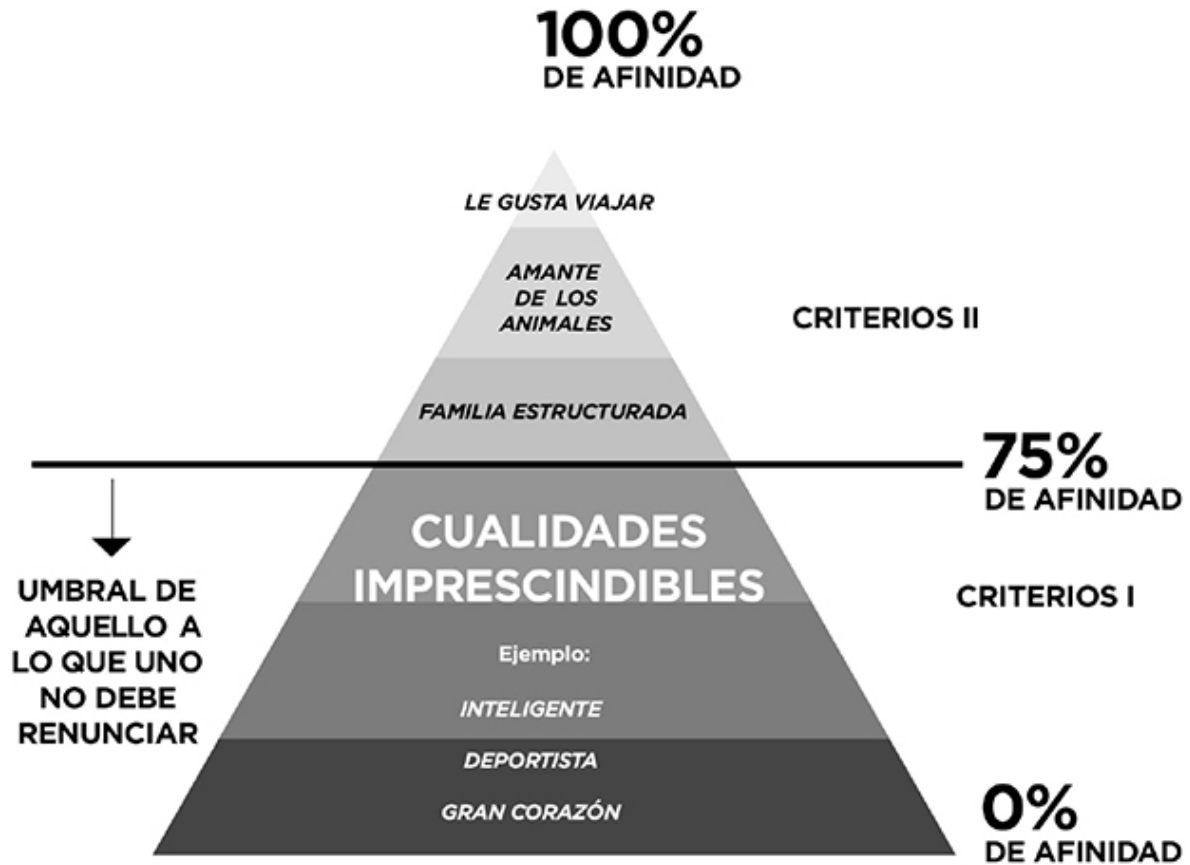 100%
DE AFINIDAD
LE GUSTA VIAJAR
AMANTE
DE LOS
ANIMALES
CRITERIOS II
FAMILIA ESTRUCTURADA
75%
DE AFINIDAD
CUALIDADES
IMPRESCINDIBLES
UMBRAL DE
AQUELLO A
LO QUE UNO
NO DEBE
RENUNCIAR
CRITERIOS I
Ejemplo:
INTELIGENTE
DEPORTISTA
GRAN CORAZÓN
0%
DE AFINIDAD